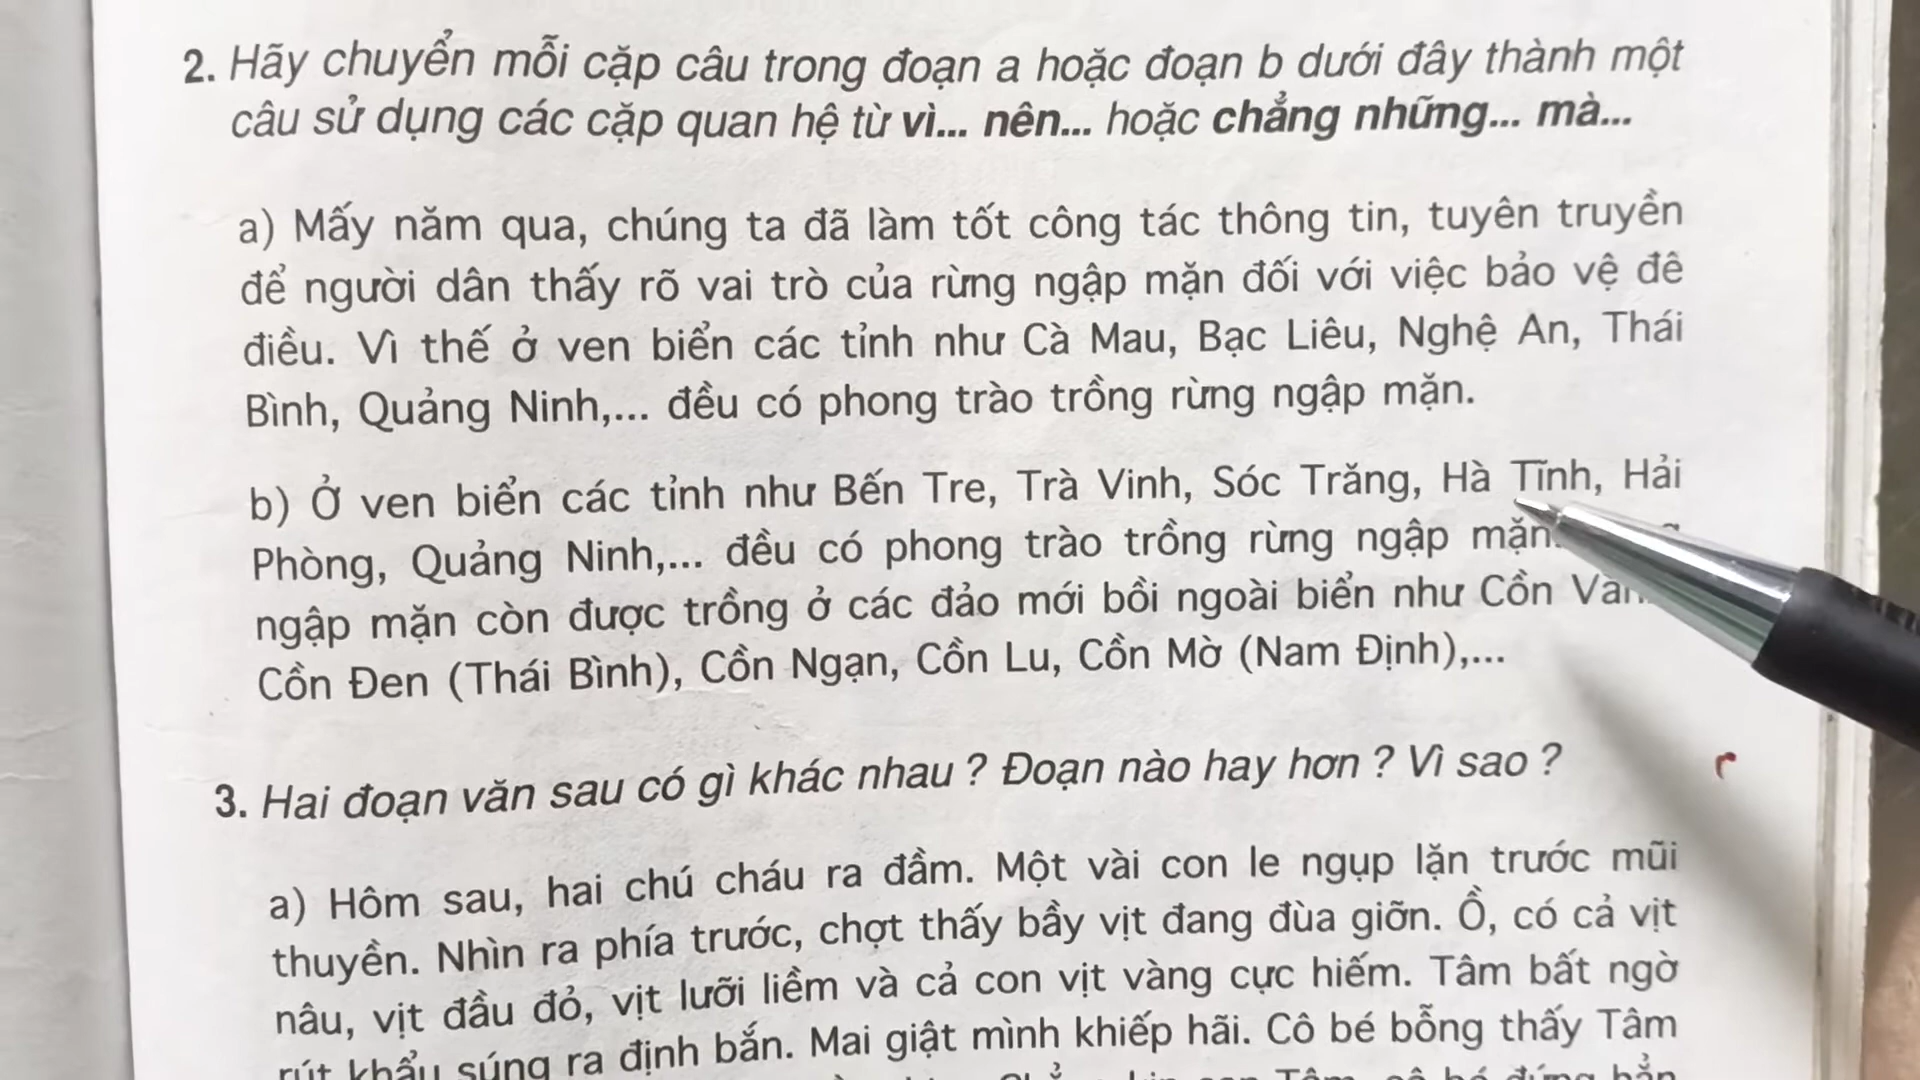 2. Hãy chuyển mỗi cặp câu trong đoạn a hoặc đoạn b dưới đây thành một
câu sử dụng các cặp quan hệ từ vì... nên... hoặc chẳng những... mà...
a) Mấy năm qua, chúng ta đã làm tốt công tác thông tin, tuyên truyền
để người dân thấy rõ vai trò của rừng ngập mặn đối với việc bảo vệ đê
điều. Vì thế ở ven biển các tỉnh như Cà Mau, Bạc Liêu, Nghệ An, Thái
Bình, Quảng Ninh,... đều có phong trào trồng rừng ngập mặn.
b) Ở ven biển các tỉnh như Bến Tre, Trà Vinh, Sóc Trăng, Hà Tĩnh, Hải
Phòng, Quảng Ninh,... đều có phong trào trồng rừng ngập mặn.
ngập mặn còn được trồng ở các đảo mới bồi ngoài biển như Cồn
Cồn Đen (Thái Bình), Cồn Ngạn, Cồn Lu, Cồn Mờ (Nam Định),...
3. Hai đoạn văn sau có gì khác nhau ? Đoạn nào hay hơn ? Vì sao ?
a) Hôm sau, hai chú cháu ra đầm. Một vài con le ngụp lặn trước mũi
thuyền. Nhìn ra phía trước, chợt thấy bầy vịt đang đùa giỡn. Ồ, có cả vịt
nâu, vịt đầu đỏ, vịt lưỡi liềm và cả con vịt vàng cực hiếm. Tâm bất ngờ
rút khẩu súng ra định bắn. Mai giật mình khiếp hãi. Cô bé bỗng thấy Tâm